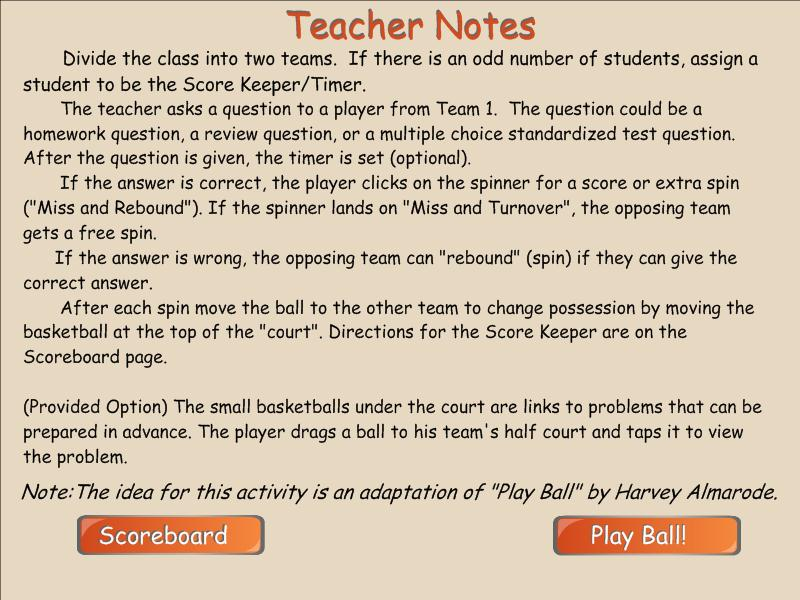 Teacher Notes
Divide the class into two teams.  If there is an odd number of students, assign a
student to be the Score Keeper/Timer.
The teacher asks a question to a player from Team 1.  The question could be a
homework question, a review question, or a multiple choice standardized test question.
After the question is given, the timer is set (optional).
If the answer is correct, the player clicks on the spinner for a score or extra spin
("Miss and Rebound"). If the spinner lands on "Miss and Turnover", the opposing team
gets a free spin.
If the answer is wrong, the opposing team can "rebound" (spin) if they can give the
correct answer.
After each spin move the ball to the other team to change possession by moving the
basketball at the top of the "court". Directions for the Score Keeper are on the
Scoreboard page.
(Provided Option) The small basketballs under the court are links to problems that can be
prepared in advance. The player drags a ball to his team's half court and taps it to view
the problem.
Note:The idea for this activity is an adaptation of "Play Ball" by Harvey Almarode.
Scoreboard
Play Ball!